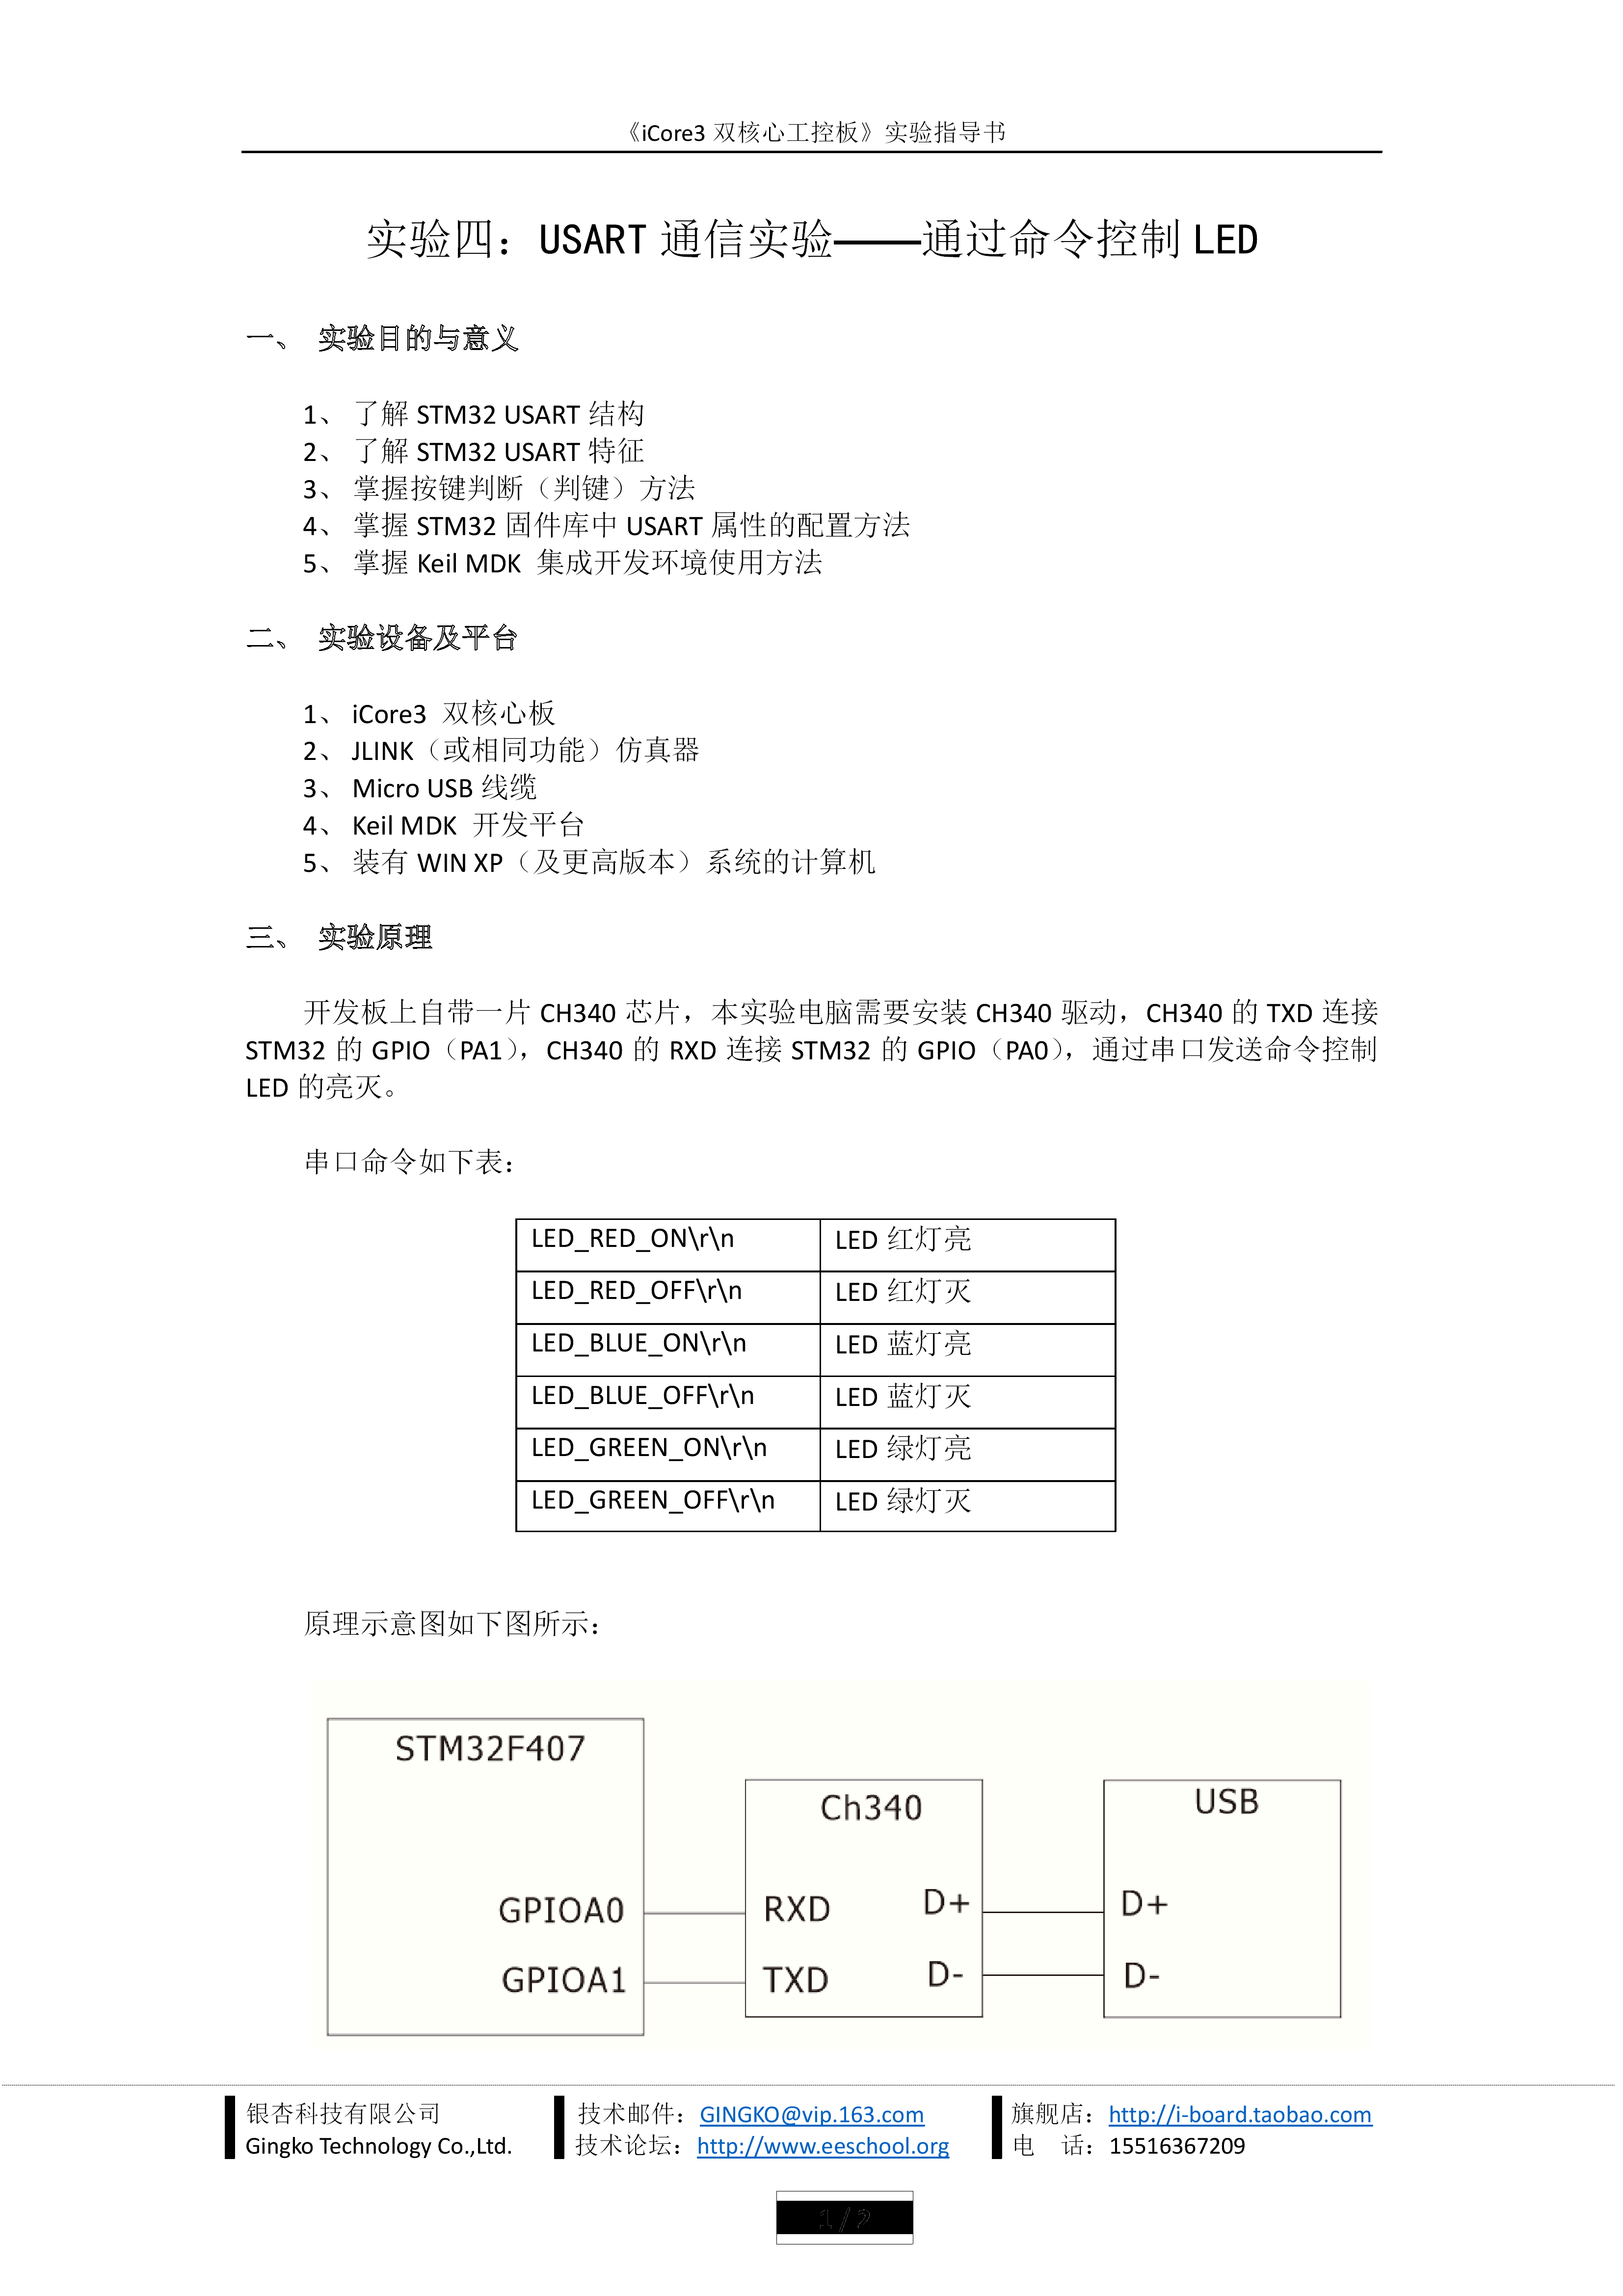 《iCore3 双核心工控板》实验指导书
实验四：USART 通信实验——通过命令控制 LED
一、 实验目的与意义
1、 了解 STM32 USART 结构
2、 了解 STM32 USART 特征
3、 掌握按键判断（判键）方法
4、 掌握 STM32 固件库中 USART 属性的配置方法
5、 掌握 Keil MDK 集成开发环境使用方法
二、 实验设备及平台
1、 iCore3 双核心板
2、 JLINK（或相同功能）仿真器
3、 Micro USB 线缆
4、 Keil MDK 开发平台
5、 装有 WIN XP（及更高版本）系统的计算机
三、 实验原理
开发板上自带一片 CH340 芯片，本实验电脑需要安装 CH340 驱动，CH340 的 TXD 连接
STM32 的 GPIO（PA1），CH340 的 RXD 连接 STM32 的 GPIO（PA0），通过串口发送命令控制
LED 的亮灭。
串口命令如下表：
LED_RED_ON\r\n LED 红灯亮
LED_RED_OFF\r\n LED 红灯灭
LED_BLUE_ON\r\n LED 蓝灯亮
LED_BLUE_OFF\r\n LED 蓝灯灭
LED_GREEN_ON\r\n LED 绿灯亮
LED_GREEN_OFF\r\n LED 绿灯灭
原理示意图如下图所示：
STM32F407
Ch340
USB
GPIOA0 RXD D+ D+
GPIOA1 TXD D- D-
银杏科技有限公司 技术邮件：GINGKO@vip.163.com 旗舰店：http://i-board.taobao.com
Gingko Technology Co.,Ltd. 技术论坛：http://www.eeschool.org 电 话：15516367209
1 / 2